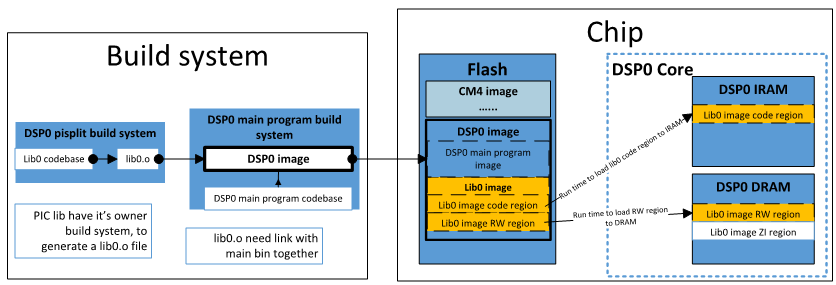 Build system
DSP0 pisplit build system
Lib0 codebase
lib0.o
DSP0 main program build
system
DSP0 image
DSP0 main program codebase
PIC lib have it's owner
build system, to
generate a lib0.o file
lib0.o need link with
main bin together
Chip
Flash
CM4 image
......
DSP0 image
DSP0 main program
image
Lib0 image
Lib0 image code region
Lib0 image RW region
Run time to load lib0 code region to IRAM
Run time to load RW region
to DRAM
DSP0 Core
DSP0 IRAM
Lib0 image code region
DSP0 DRAM
Lib0 image RW region
Lib0 image ZI region